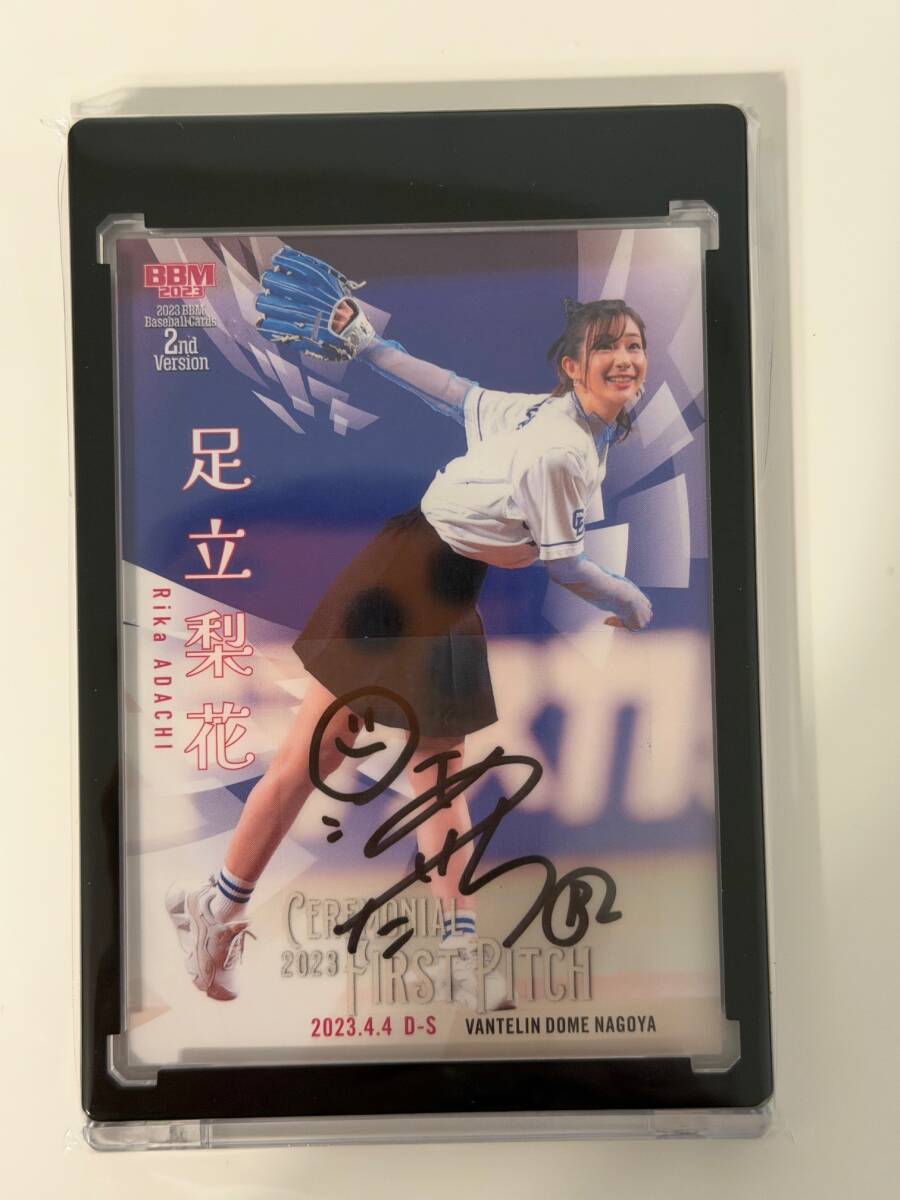 BBM
2023
2023 BBM
Baseball Cards
2nd
Version
足立梨花
Rika ADACHI
CEREMONIAL
2023 FIRST PITCH
2023.4.4 D-S VANTELIN DOME NAGOYA